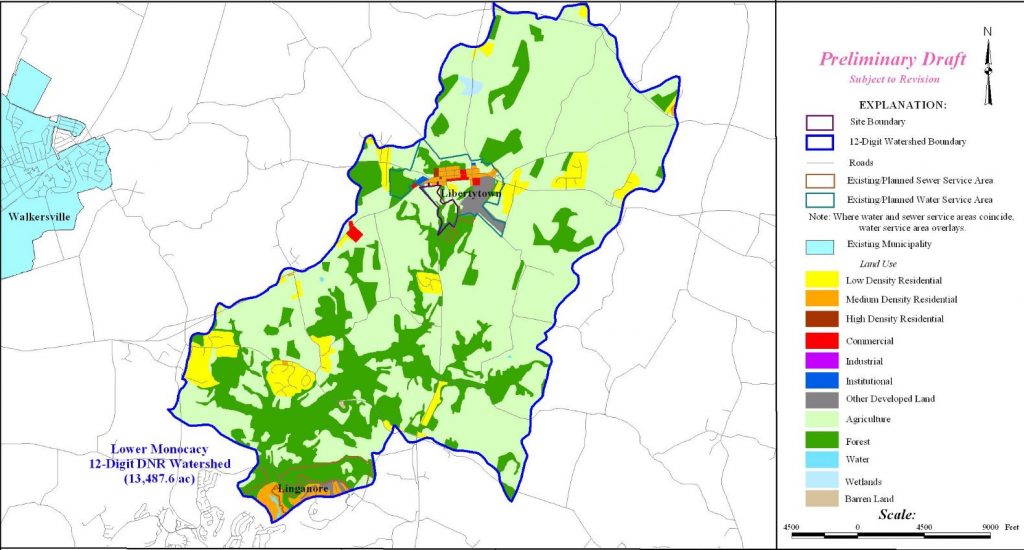 Walkersville
Libertytown
Lower Monocacy
12-Digit DNR Watershed
(13,487.6 ac)
Linganore
N
Preliminary Draft
Subject to Revision
EXPLANATION:
Site Boundary
12-Digit Watershed Boundary
Roads
Existing/Planned Sewer Service Area
Existing/Planned Water Service Area
Note: Where water and sewer service areas coincide,
water service area overlays.
Existing Municipality
Land Use
Low Density Residential
Medium Density Residential
High Density Residential
Commercial
Industrial
Institutional
Other Developed Land
Agriculture
Forest
Water
Wetlands
Barren Land
Scale:
4500 0 4500 9000 Feet